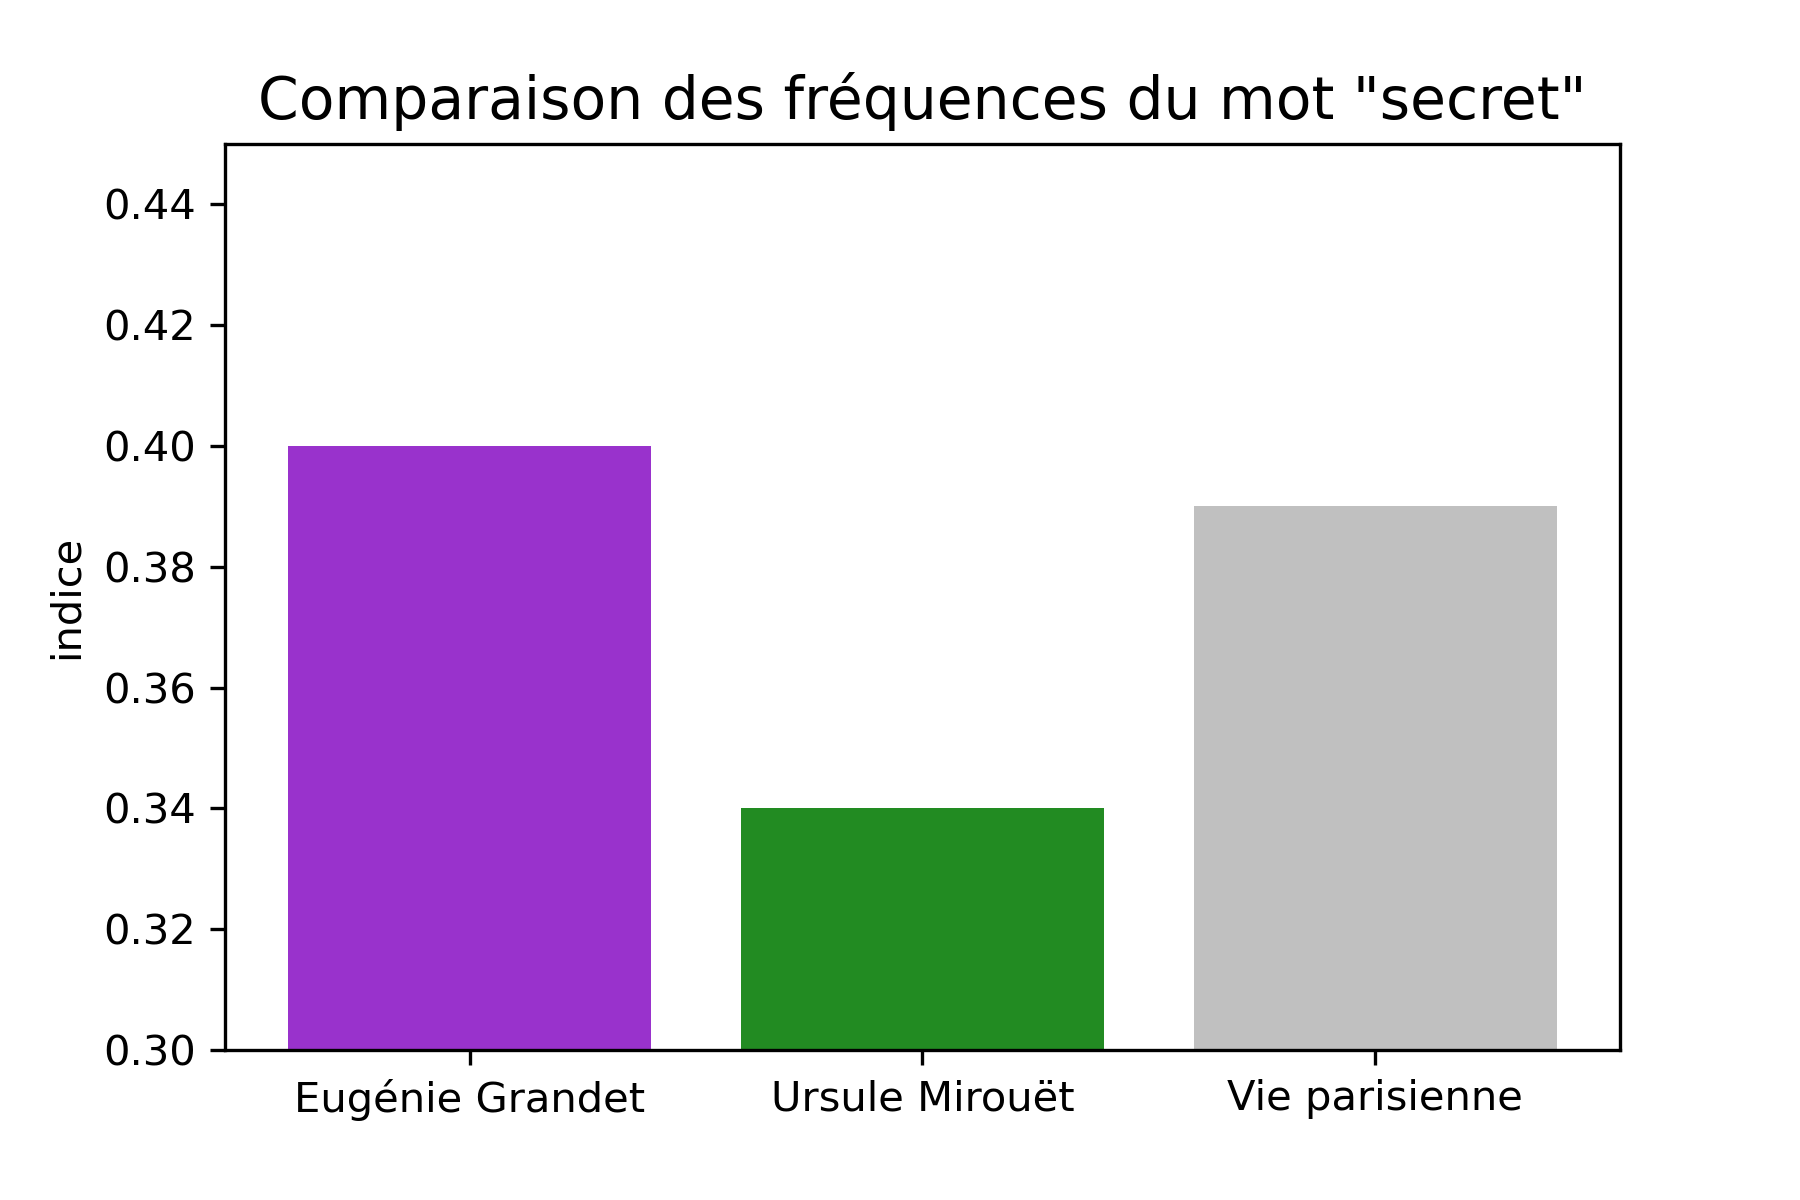 Comparaison des fréquences du mot "secret"
0.44
0.42
0.40
0.38
0.36
0.34
0.32
0.30
indice
Eugénie Grandet
Ursule Mirouët
Vie parisienne